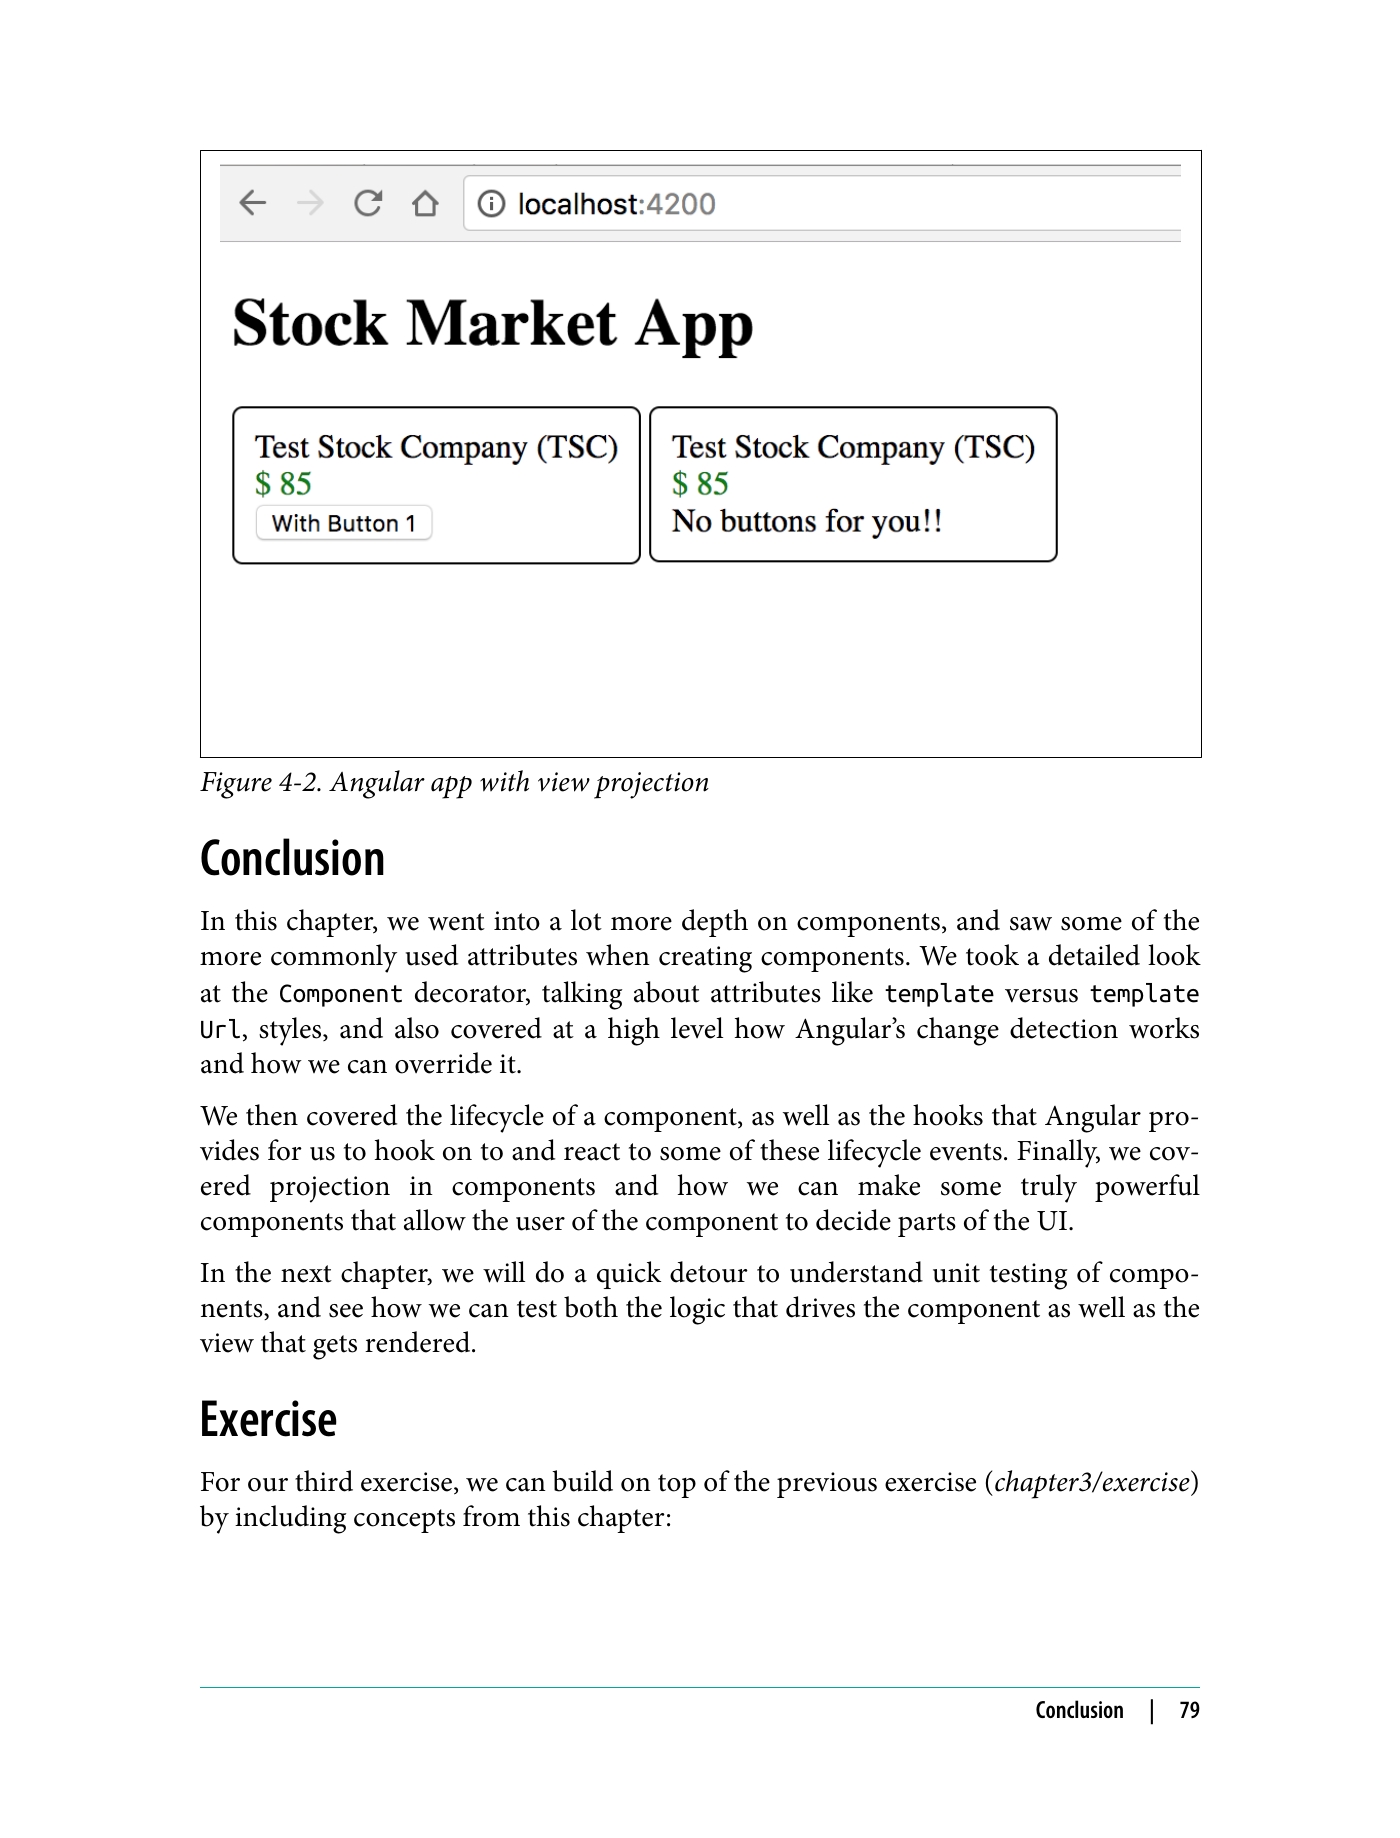 localhost:4200
Stock Market App
Test Stock Company (TSC)
$ 85
With Button 1
Test Stock Company (TSC)
$ 85
No buttons for you!!
Figure 4-2. Angular app with view projection
Conclusion
In this chapter, we went into a lot more depth on components, and saw some of the
more commonly used attributes when creating components. We took a detailed look
at the Component decorator, talking about attributes like template versus template
Url, styles, and also covered at a high level how Angular’s change detection works
and how we can override it.
We then covered the lifecycle of a component, as well as the hooks that Angular pro-
vides for us to hook on to and react to some of these lifecycle events. Finally, we cov-
ered projection in components and how we can make some truly powerful
components that allow the user of the component to decide parts of the UI.
In the next chapter, we will do a quick detour to understand unit testing of compo-
nents, and see how we can test both the logic that drives the component as well as the
view that gets rendered.
Exercise
For our third exercise, we can build on top of the previous exercise (chapter3/exercise)
by including concepts from this chapter:
Conclusion | 79